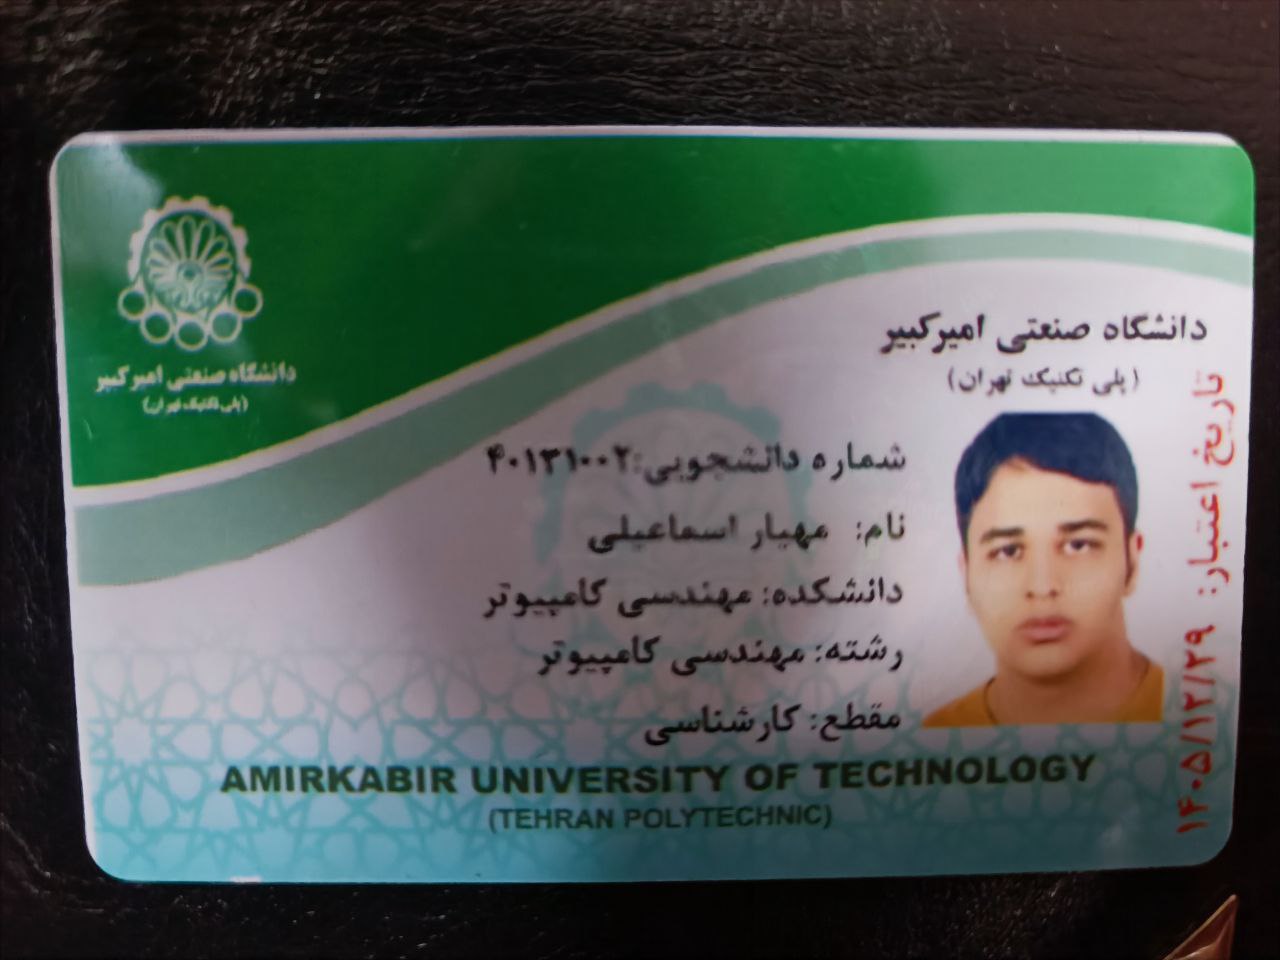 دانشگاه صنعتی امیرکبیر
(پلی تکنیک تهران)
دانشگاه صنعتی امیرکبیر
(پلی تکنیک تهران)
شماره دانشجویی:۴۰۱۳۱۰۰۲
نام: مهیار اسماعیلی
دانشکده: مهندسی کامپیوتر
رشته: مهندسی کامپیوتر
مقطع: کارشناسی
تاریخ اعتبار: ۱۴۰۵/۱۲/۲۹
AMIRKABIR UNIVERSITY OF TECHNOLOGY
(TEHRAN POLYTECHNIC)